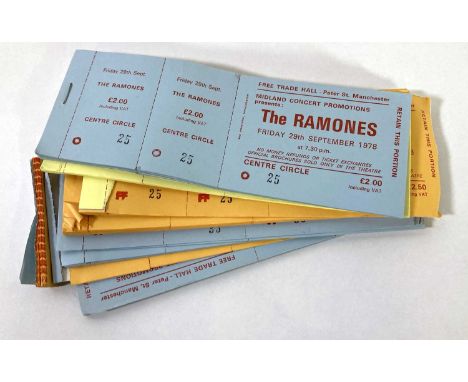 Friday 29th Sept.
THE RAMONES
£2.00
Including VAT
CENTRE CIRCLE
25
Friday 29th Sept.
THE RAMONES
£2.00
Including VAT
CENTRE CIRCLE
25
FREE TRADE HALL - Peter St. Manchester
MIDLAND CONCERT PROMOTIONS
presents:
The RAMONES
FRIDAY 29th SEPTEMBER 1978
at 7.30 p.m.
NO MONEY REFUNDS OR TICKET EXCHANGES
OFFICIAL BROCHURES SOLD ONLY IN THE THEATRE
CENTRE CIRCLE
£2.00
25
Including VAT
RETAIN THIS PORTION
RETAIN THIS PORTION
£2.50
Including VAT
25
25
FREE TRADE HALL - Peter St. Manchester